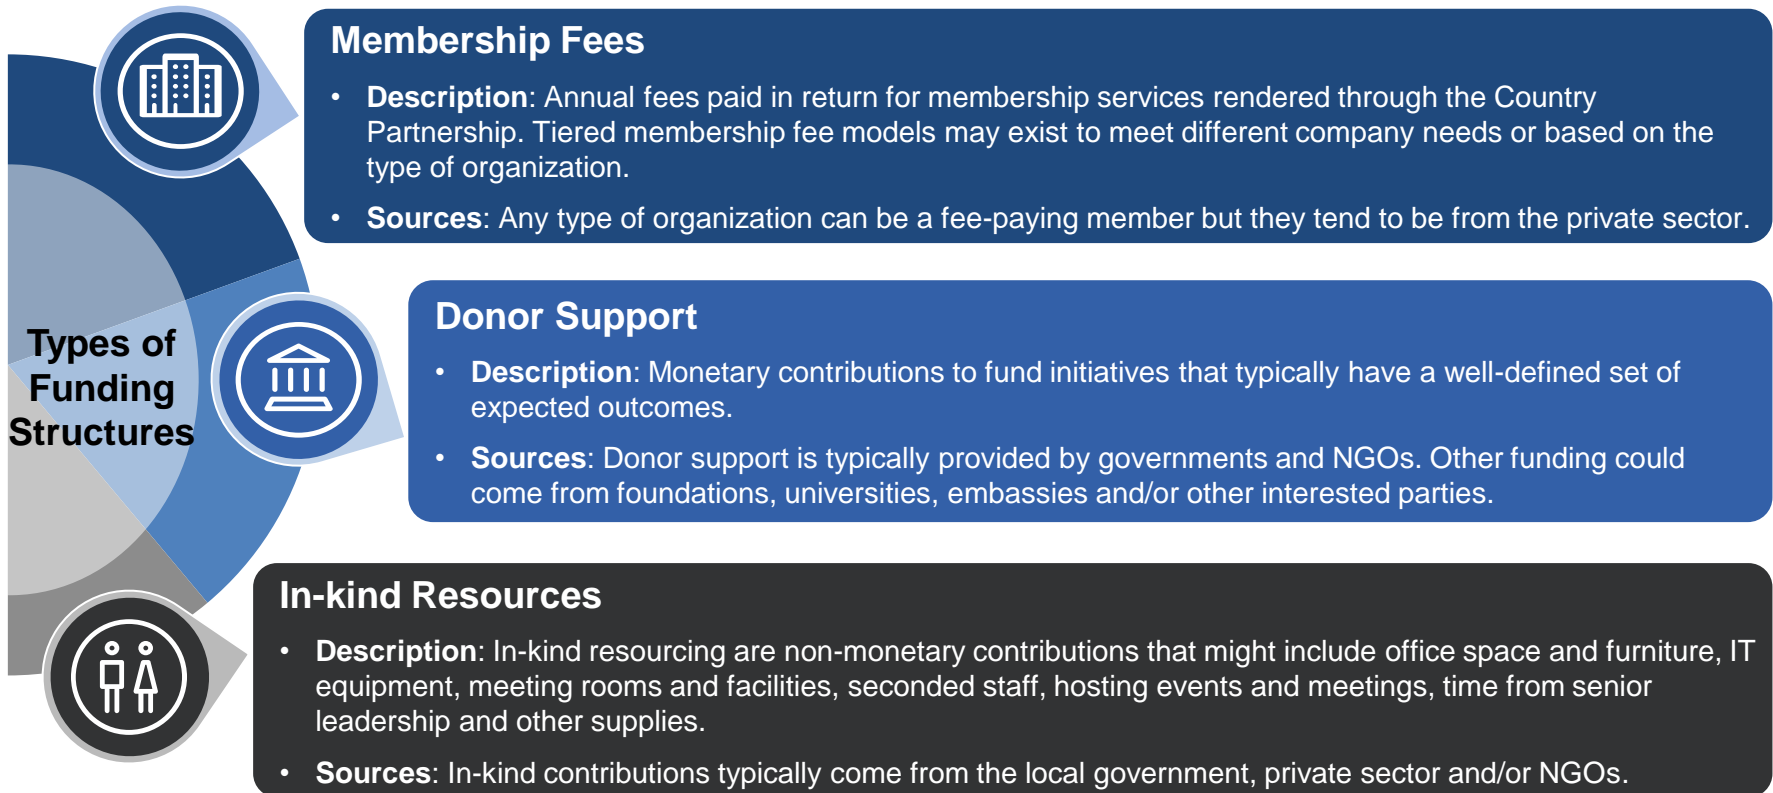 Types of
Funding
Structures
Membership Fees
• Description: Annual fees paid in return for membership services rendered through the Country
Partnership. Tiered membership fee models may exist to meet different company needs or based on the
type of organization.
• Sources: Any type of organization can be a fee-paying member but they tend to be from the private sector.
Donor Support
• Description: Monetary contributions to fund initiatives that typically have a well-defined set of
expected outcomes.
• Sources: Donor support is typically provided by governments and NGOs. Other funding could
come from foundations, universities, embassies and/or other interested parties.
In-kind Resources
• Description: In-kind resourcing are non-monetary contributions that might include office space and furniture, IT
equipment, meeting rooms and facilities, seconded staff, hosting events and meetings, time from senior
leadership and other supplies.
• Sources: In-kind contributions typically come from the local government, private sector and/or NGOs.